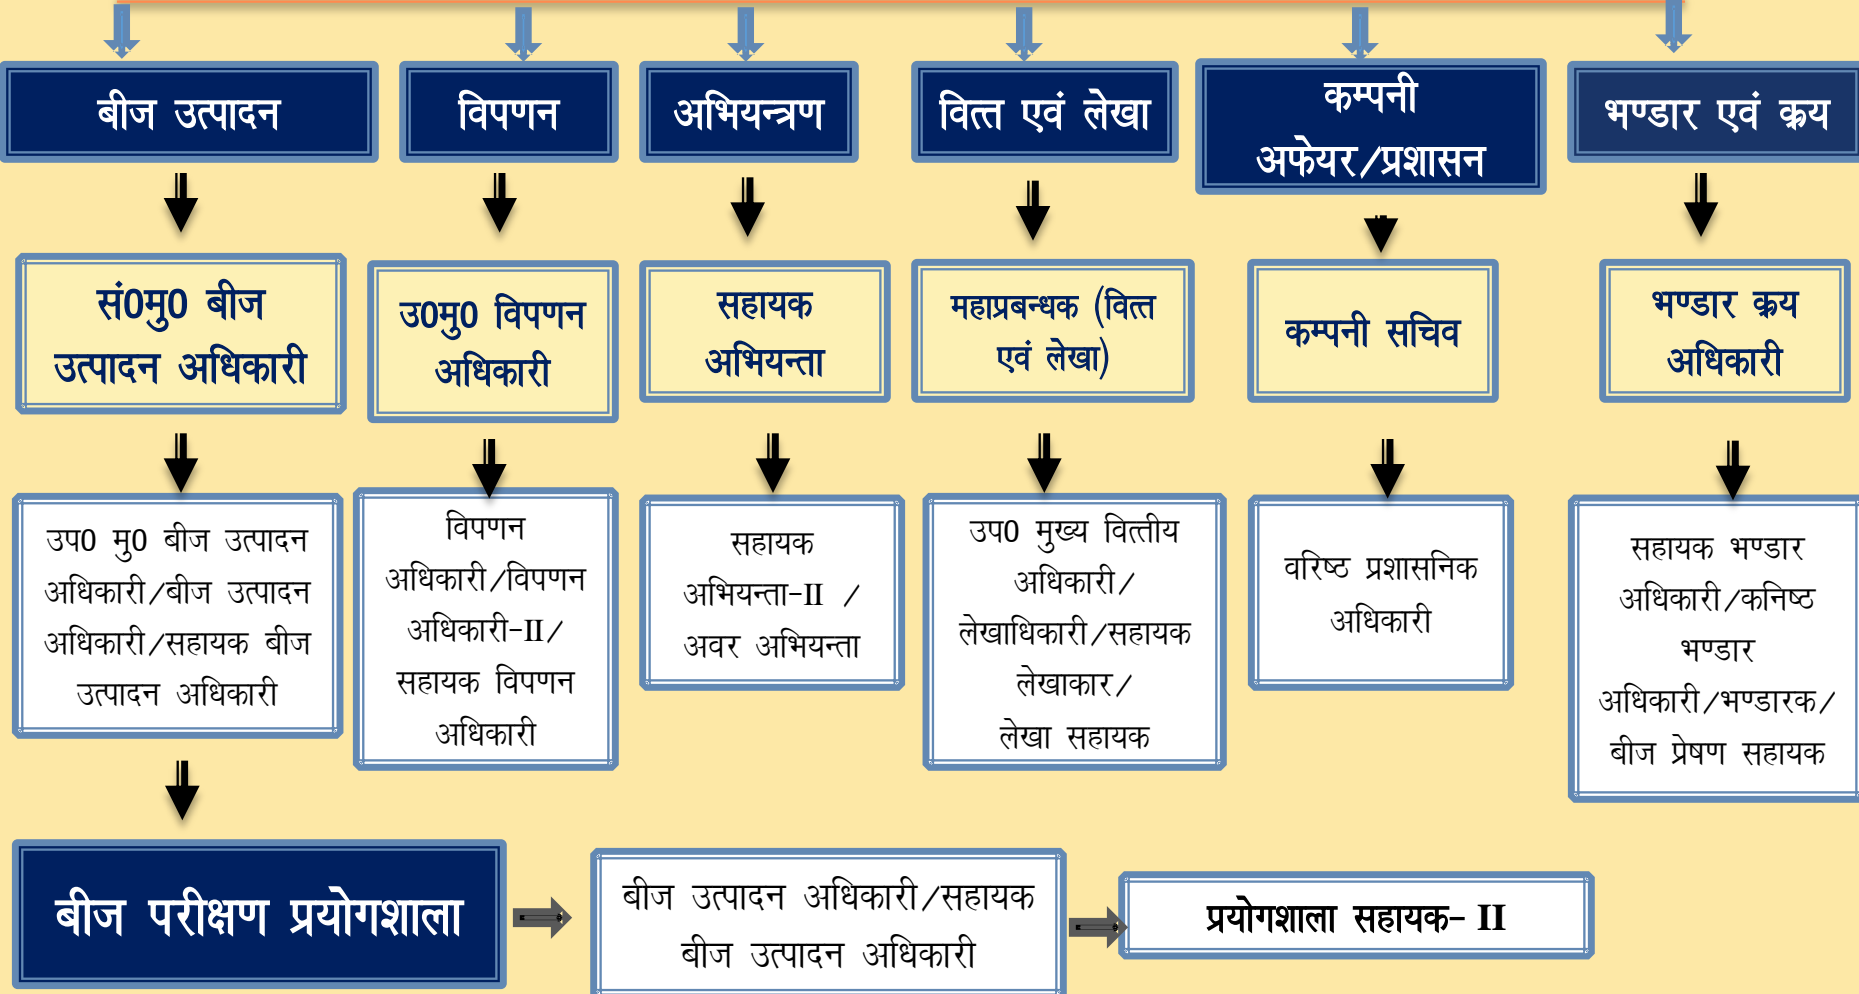 बीज उत्पादन
विपणन
अभियन्त्रण
वित्त एवं लेखा
कम्पनी
अफेयर/प्रशासन
भण्डार एवं क्रय
सं0मु0 बीज
उत्पादन अधिकारी
उ0मु0 विपणन
अधिकारी
सहायक
अभियन्ता
महाप्रबन्धक (वित्त
एवं लेखा)
कम्पनी सचिव
भण्डार क्रय
अधिकारी
उप0 मु0 बीज उत्पादन
अधिकारी/बीज उत्पादन
अधिकारी/सहायक बीज
उत्पादन अधिकारी
विपणन
अधिकारी/विपणन
अधिकारी-II/
सहायक विपणन
अधिकारी
सहायक
अभियन्ता-II /
अवर अभियन्ता
उप0 मुख्य वित्तीय
अधिकारी/
लेखाधिकारी/सहायक
लेखाकार/
लेखा सहायक
वरिष्ठ प्रशासनिक
अधिकारी
सहायक भण्डार
अधिकारी/कनिष्ठ
भण्डार
अधिकारी/भण्डारक/
बीज प्रेषण सहायक
बीज परीक्षण प्रयोगशाला
बीज उत्पादन अधिकारी/सहायक
बीज उत्पादन अधिकारी
प्रयोगशाला सहायक- II